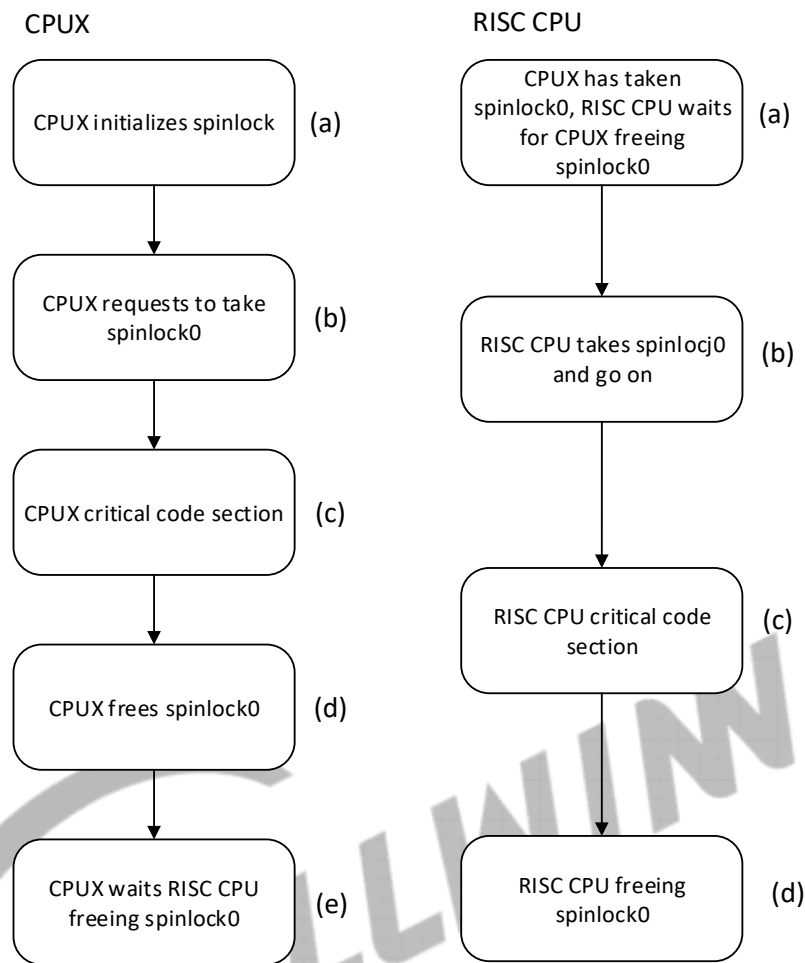 CPUX
CPUX initializes spinlock
(a)
CPUX requests to take
spinlock0
(b)
CPUX critical code section
(c)
CPUX frees spinlock0
(d)
CPUX waits RISC CPU
freeing spinlock0
(e)
RISC CPU
CPUX has taken
spinlock0, RISC CPU waits
for CPUX freeing
spinlock0
(a)
RISC CPU takes spinlocj0
and go on
(b)
RISC CPU critical code
section
(c)
RISC CPU freeing
spinlock0
(d)